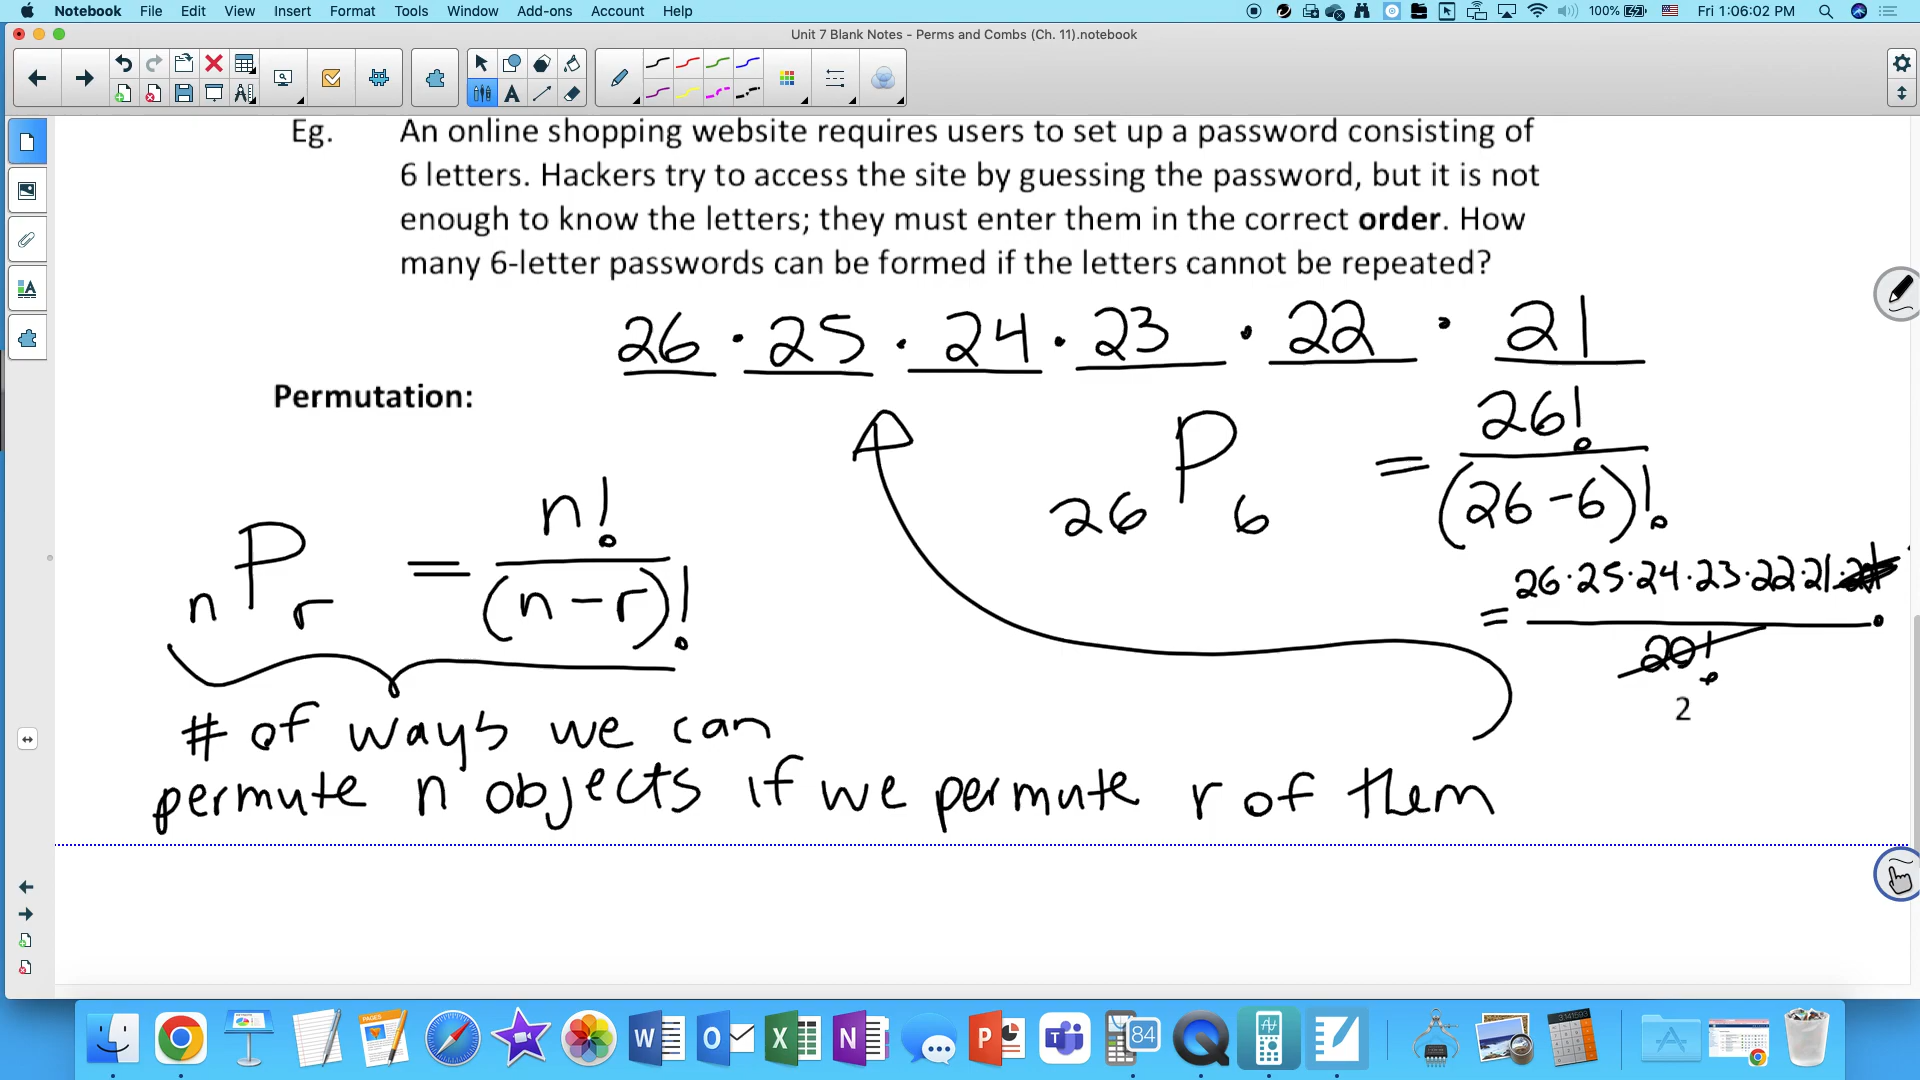 Notebook File Edit View Insert Format Tools Window Add-ons Account Help 100% Fri 1:06:02 PM
Unit 7 Blank Notes - Perms and Combs (Ch. 11).notebook
Eg. An online shopping website requires users to set up a password consisting of
6 letters. Hackers try to access the site by guessing the password, but it is not
enough to know the letters; they must enter them in the correct order. How
many 6-letter passwords can be formed if the letters cannot be repeated?
26 · 25 · 24 · 23 · 22 · 21
Permutation:
26 P 6 = 26! / (26 - 6)!
n P r = n! / (n - r)!
= 26 · 25 · 24 · 23 · 22 · 21 · / 20!
2
# of ways we can
permute n objects if we permute r of them
84